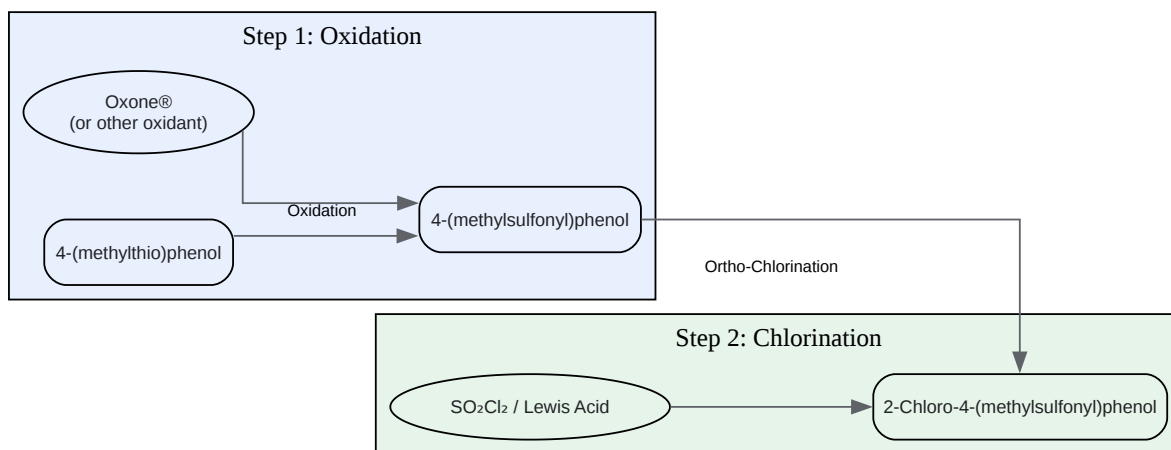 Step 1: Oxidation
Oxone®
(or other oxidant)
Oxidation
4-(methylsulfonyl)phenol
4-(methylthio)phenol
Ortho-Chlorination
Step 2: Chlorination
SO₂Cl₂ / Lewis Acid
2-Chloro-4-(methylsulfonyl)phenol